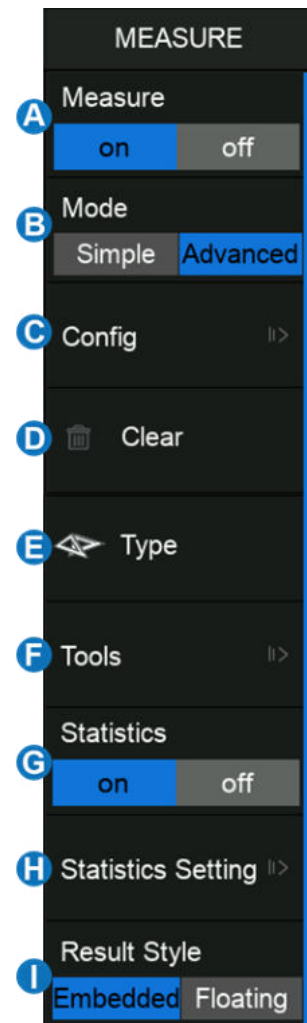 MEASURE
A
Measure
on off
B
Mode
Simple Advanced
C
Config
D
Clear
E
Type
F
Tools
G
Statistics
on off
H
Statistics Setting
I
Result Style
Embedded Floating